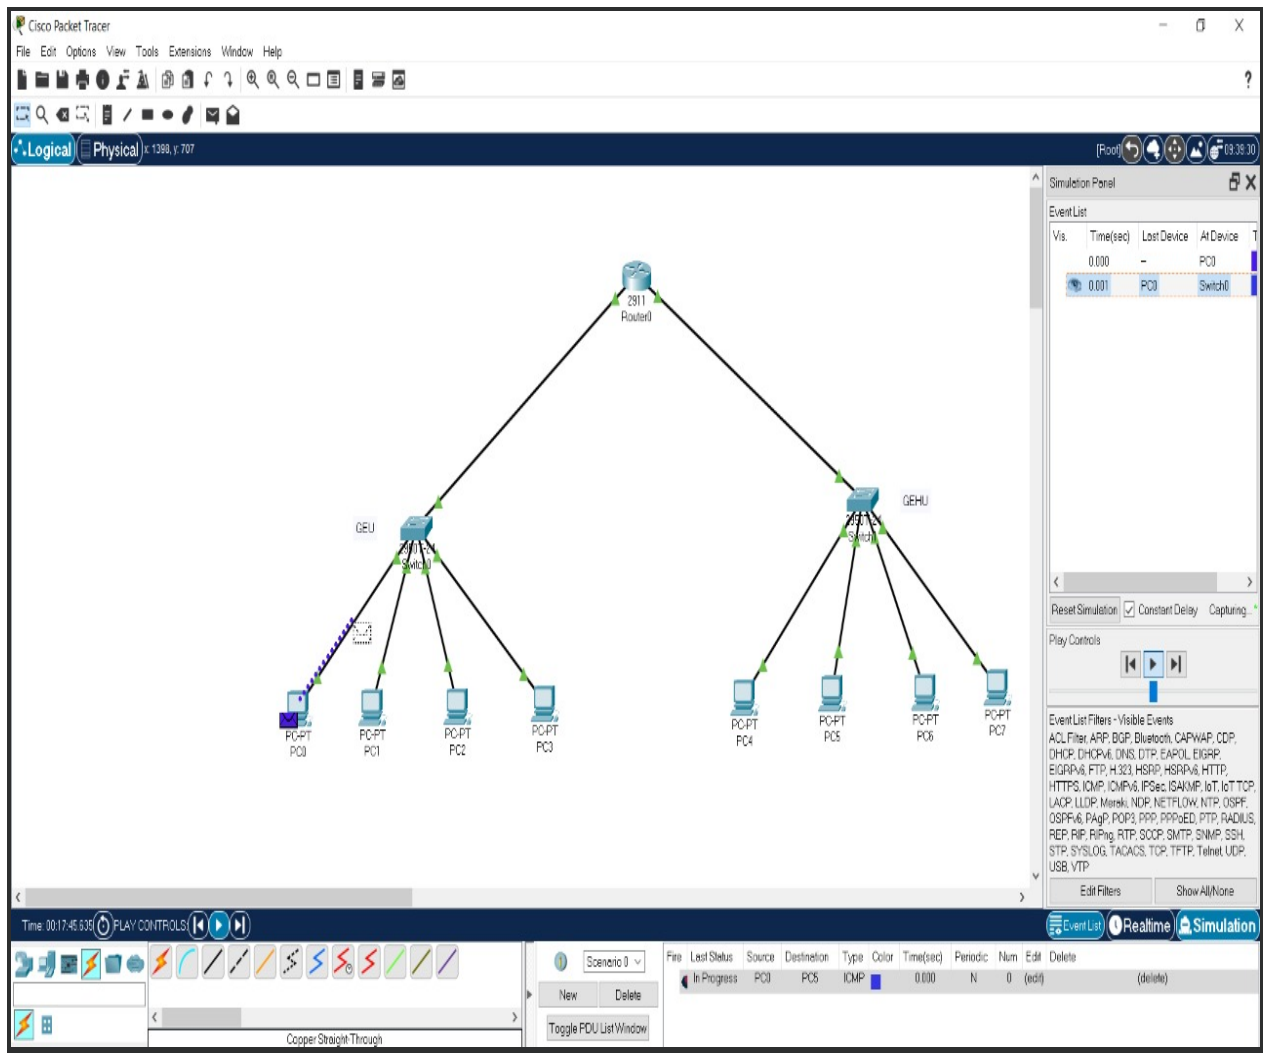 Cisco Packet Tracer
File Edit Options View Tools Extensions Window Help
?
Logical Physical x: 1398, y: 707 [Root] 09:39:30
Simulation Panel
Event List
Vis. Time(sec) Last Device At Device T
0.000 -- PC0
0.001 PC0 Switch0
2911
Router0
GEHU
GEU
2950T-24
Switch0
PC-PT
PC0
PC-PT
PC1
PC-PT
PC2
PC-PT
PC3
PC-PT
PC4
PC-PT
PC5
PC-PT
PC6
PC-PT
PC7
Reset Simulation Constant Delay Capturing...
Play Controls
Event List Filters - Visible Events
ACL Filter, ARP, BGP, Bluetooth, CAPWAP, CDP,
DHCP, DHCPv6, DNS, DTP, EAPOL, EIGRP,
EIGRPv6, FTP, H.323, HSRP, HSRPv6, HTTP,
HTTPS, ICMP, ICMPv6, IPSec, ISAKMP, IoT, IoT TCP,
LACP, LLDP, Meraki, NDP, NETFLOW, NTP, OSPF,
OSPFv6, PAgP, POP3, PPP, PPPoED, PTP, RADIUS,
REP, RIP, RIPng, RTP, SCCP, SMTP, SNMP, SSH,
STP, SYSLOG, TACACS, TCP, TFTP, Telnet, UDP,
USB, VTP
Edit Filters Show All/None
Time: 00:17:45.635 PLAY CONTROLS: Event List Realtime Simulation
Scenario 0
New Delete
Toggle PDU List Window
Fire Last Status Source Destination Type Color Time(sec) Periodic Num Edit Delete
In Progress PC0 PC5 ICMP 0.000 N 0 (edit) (delete)
Copper Straight-Through